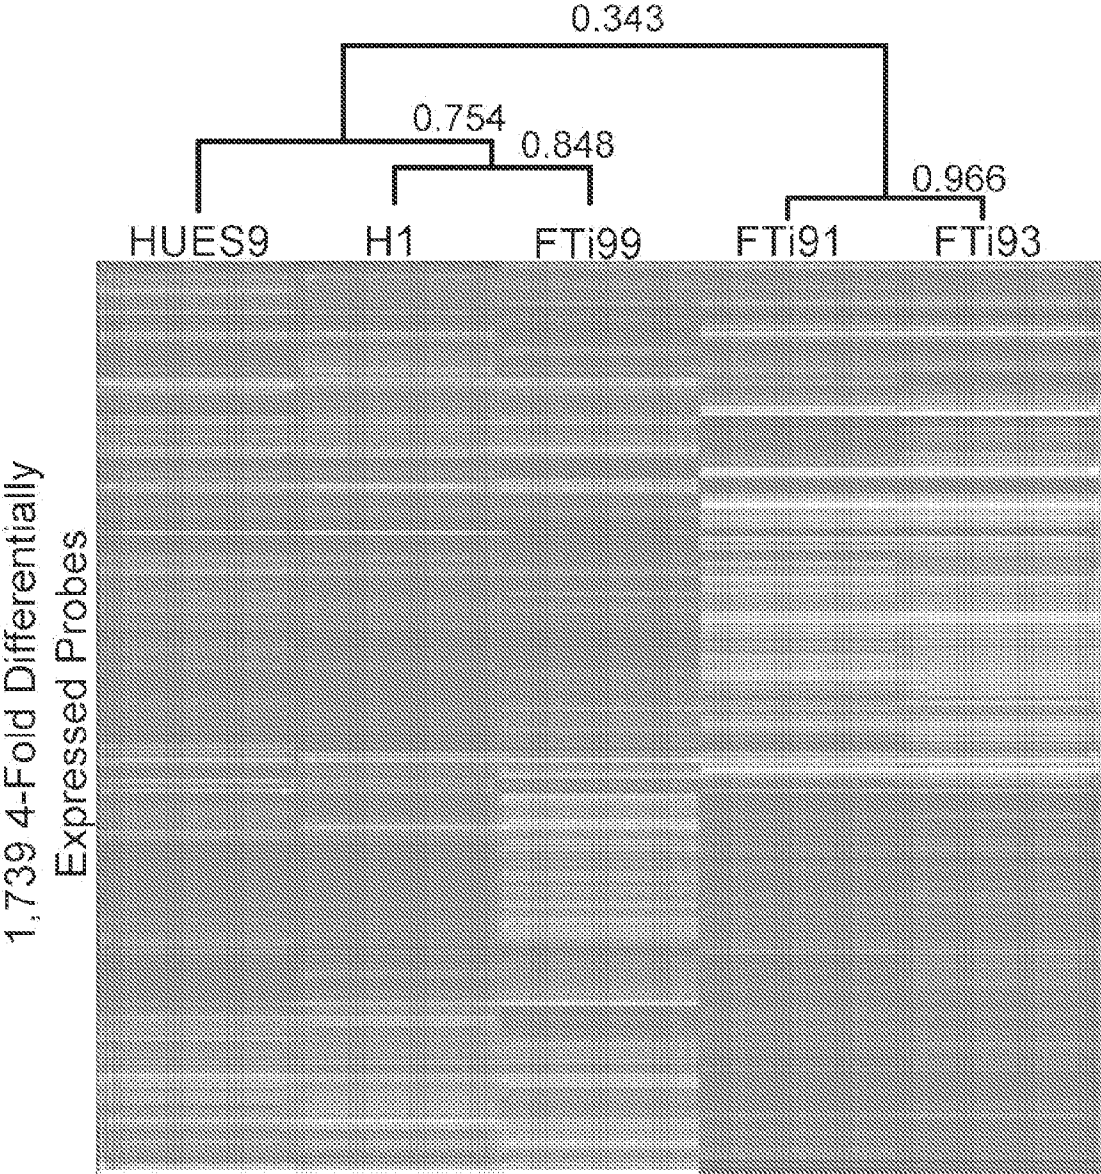 0.343
0.754
0.848
0.966
HUES9 H1 FTi99 FTi91 FTi93
1,739 4-Fold Differentially
Expressed Probes